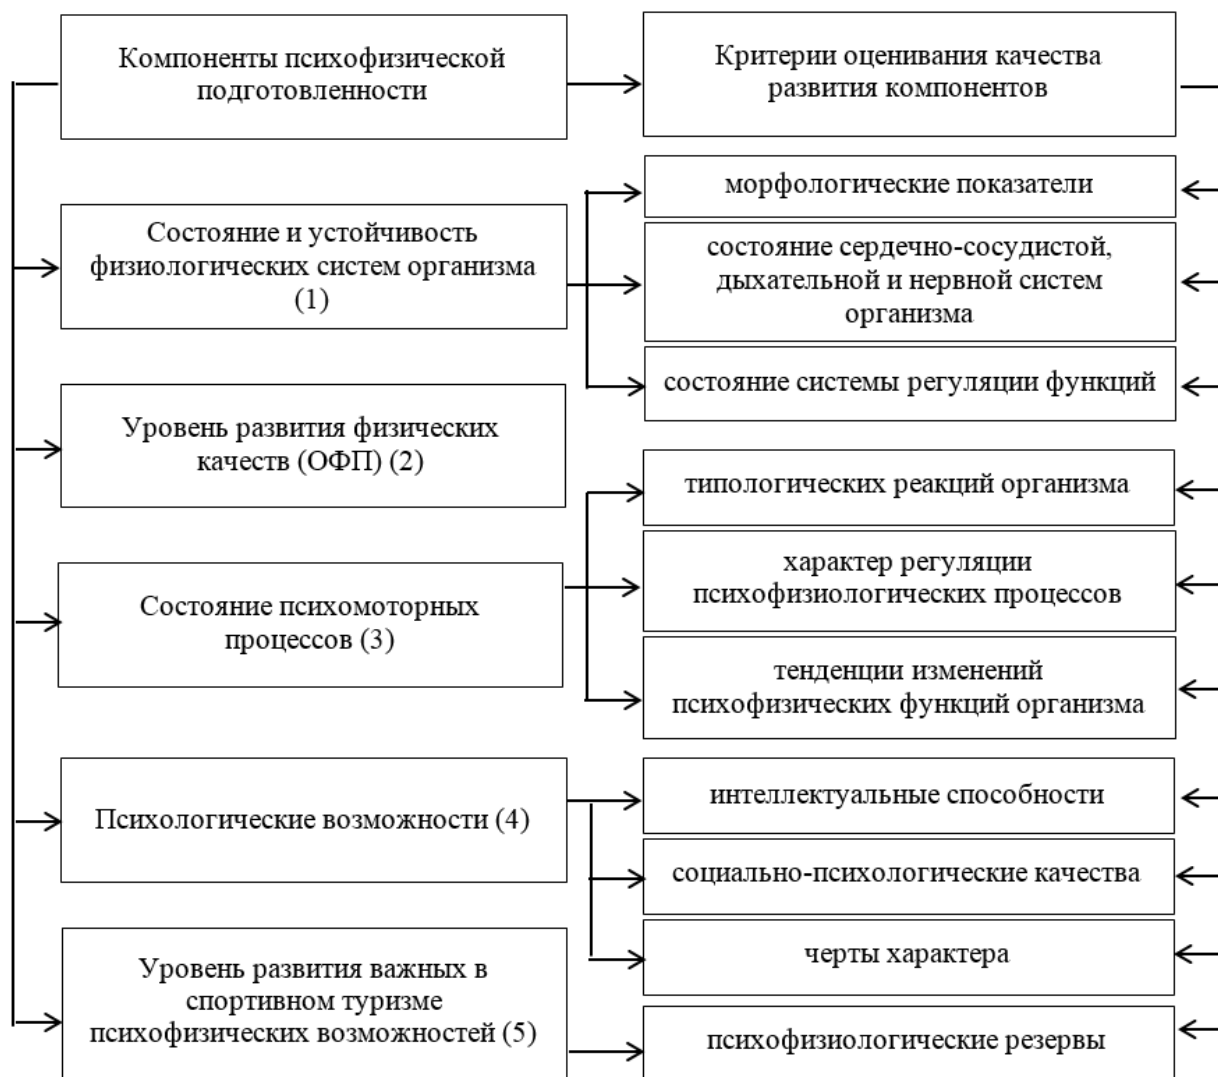 Компоненты психофизической
подготовленности
Критерии оценивания качества
развития компонентов
Состояние и устойчивость
физиологических систем организма
(1)
морфологические показатели
состояние сердечно-сосудистой,
дыхательной и нервной систем
организма
состояние системы регуляции функций
Уровень развития физических
качеств (ОФП) (2)
Состояние психомоторных
процессов (3)
типологических реакций организма
характер регуляции
психофизиологических процессов
тенденции изменений
психофизических функций организма
Психологические возможности (4)
интеллектуальные способности
социально-психологические качества
черты характера
Уровень развития важных в
спортивном туризме
психофизических возможностей (5)
психофизиологические резервы